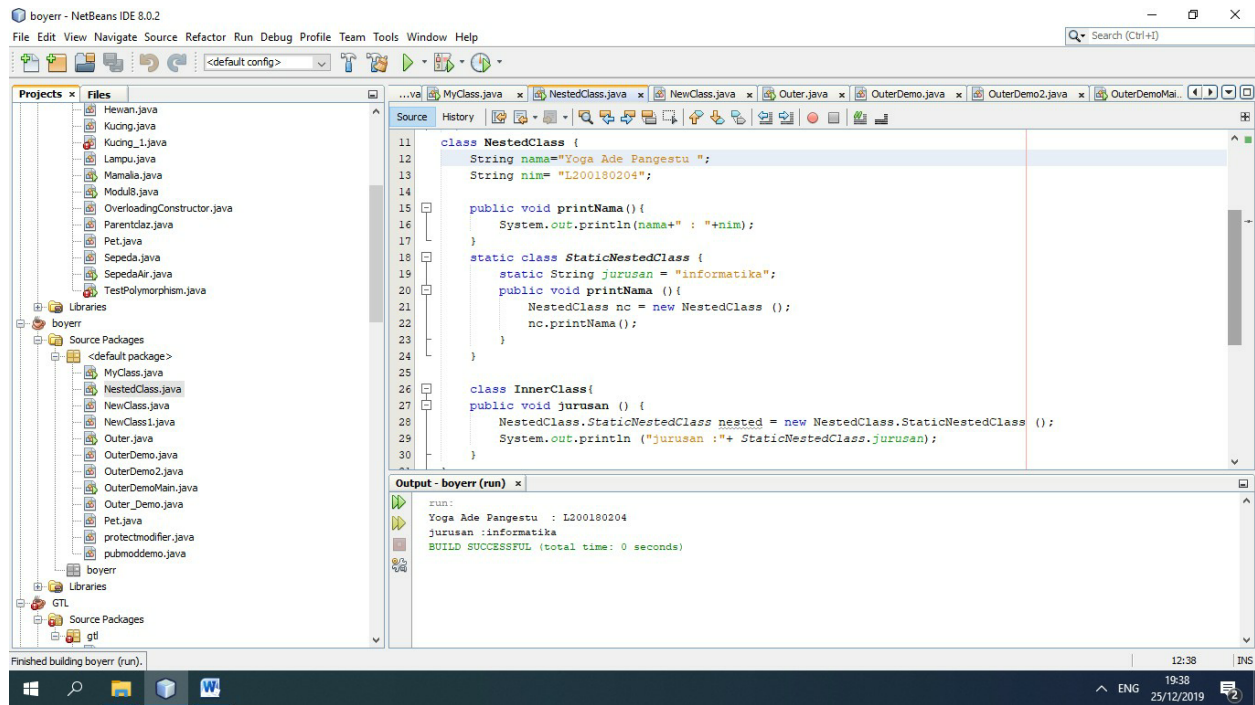 boyerr - NetBeans IDE 8.0.2
File Edit View Navigate Source Refactor Run Debug Profile Team Tools Window Help
Search (Ctrl+I)
<default config>
Projects x Files
Hewan.java
Kucing.java
Kucing_1.java
Lampu.java
Mamalia.java
Modul8.java
OverloadingConstructor.java
Parentclaz.java
Pet.java
Sepeda.java
SepedaAir.java
TestPolymorphism.java
Libraries
boyerr
Source Packages
<default package>
MyClass.java
NestedClass.java
NewClass.java
NewClass1.java
Outer.java
OuterDemo.java
OuterDemo2.java
OuterDemoMain.java
Outer_Demo.java
Pet.java
protectmodifier.java
pubmoddemo.java
boyerr
Libraries
GTL
Source Packages
gtl
...va MyClass.java x NestedClass.java x NewClass.java x Outer.java x OuterDemo.java x OuterDemo2.java x OuterDemoMai..
Source History
11 class NestedClass {
12 String nama="Yoga Ade Pangestu ";
13 String nim= "L200180204";
14
15 public void printNama(){
16 System.out.println(nama+" : "+nim);
17 }
18 static class StaticNestedClass {
19 static String jurusan = "informatika";
20 public void printNama (){
21 NestedClass nc = new NestedClass ();
22 nc.printNama();
23 }
24 }
25
26 class InnerClass{
27 public void jurusan () {
28 NestedClass.StaticNestedClass nested = new NestedClass.StaticNestedClass ();
29 System.out.println ("jurusan :"+ StaticNestedClass.jurusan);
30 }
Output - boyerr (run) x
run:
Yoga Ade Pangestu  : L200180204
jurusan :informatika
BUILD SUCCESSFUL (total time: 0 seconds)
Finished building boyerr (run).
12:38 INS
ENG
19:38
25/12/2019
2